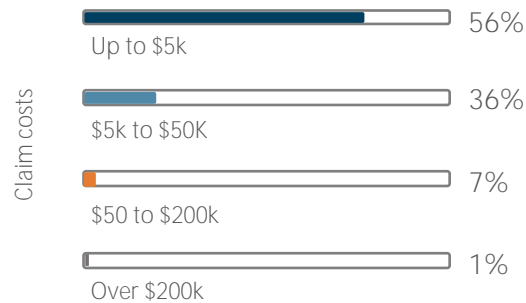 Claim costs
56%
Up to $5k
36%
$5k to $50K
7%
$50 to $200k
1%
Over $200k